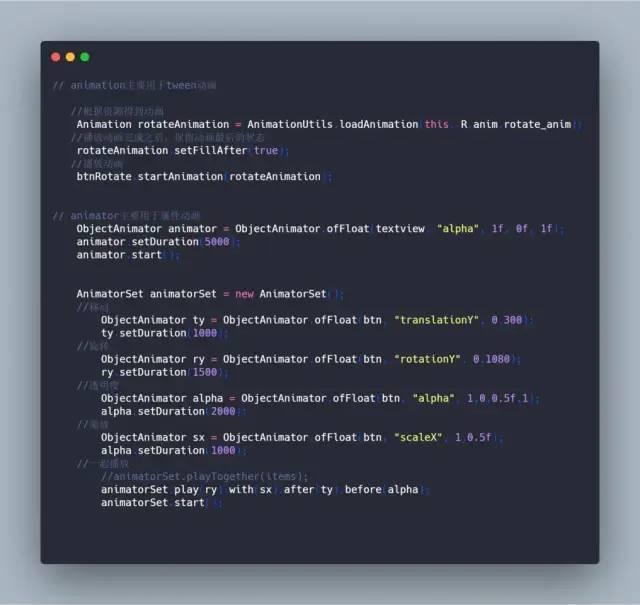 // animation主要用于tween动画
//根据资源得到动画
Animation rotateAnimation = AnimationUtils.loadAnimation(this, R.anim.rotate_anim)
//播放动画完成之后，保留动画最后的状态
rotateAnimation.setFillAfter(true);
//播放动画
btnRotate.startAnimation(rotateAnimation);
// animator主要用于属性动画
ObjectAnimator animator = ObjectAnimator.ofFloat(textview, "alpha", 1f, 0f, 1f);
animator.setDuration(5000);
animator.start();
AnimatorSet animatorSet = new AnimatorSet();
//移动
ObjectAnimator ty = ObjectAnimator.ofFloat(btn, "translationY", 0,300);
ty.setDuration(1000);
//旋转
ObjectAnimator ry = ObjectAnimator.ofFloat(btn, "rotationY", 0,1080);
ry.setDuration(1500);
//透明度
ObjectAnimator alpha = ObjectAnimator.ofFloat(btn, "alpha", 1,0,0.5f,1);
alpha.setDuration(2000);
//缩放
ObjectAnimator sx = ObjectAnimator.ofFloat(btn, "scaleX", 1,0.5f);
alpha.setDuration(1000);
//一起播放
//animatorSet.playTogether(items);
animatorSet.play(ry).with(sx).after(ty).before(alpha);
animatorSet.start();